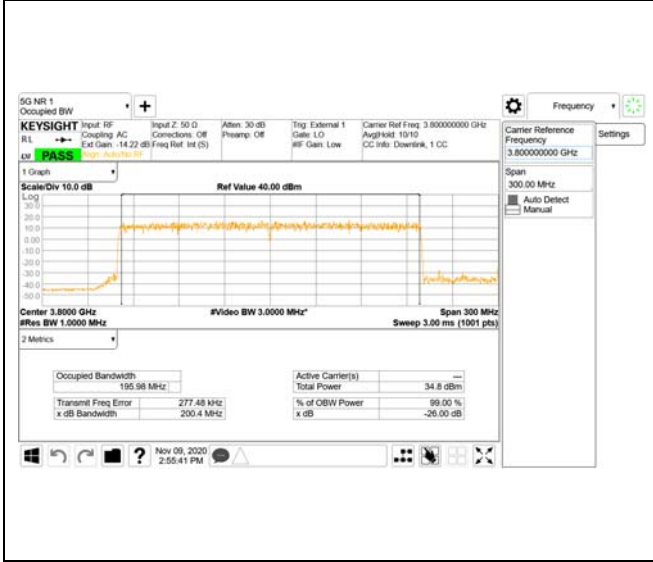 5G NR 1
Occupied BW
Frequency
KEYSIGHT Input: RF Input Z: 50 Ω Atten: 30 dB Trig: External 1 Carrier Ref Freq: 3.800000000 GHz
RL Coupling: AC Corrections: Off Preamp: Off Gate: LO Avg|Hold: 10/10
Ext Gain: -14.22 dB Freq Ref: Int (S) #IF Gain: Low CC Info: Downlink, 1 CC
PASS Align: Auto/No RF
Carrier Reference
Frequency
3.800000000 GHz
Settings
Span
300.00 MHz
Auto Detect
Manual
1 Graph
Scale/Div 10.0 dB Ref Value 40.00 dBm
Log
30.0
20.0
10.0
0.00
-10.0
-20.0
-30.0
-40.0
-50.0
Center 3.8000 GHz #Video BW 3.0000 MHz* Span 300 MHz
#Res BW 1.0000 MHz Sweep 3.00 ms (1001 pts)
2 Metrics
Occupied Bandwidth Active Carrier(s) ---
195.98 MHz Total Power 34.8 dBm
Transmit Freq Error 277.48 kHz % of OBW Power 99.00 %
x dB Bandwidth 200.4 MHz x dB -26.00 dB
? Nov 09, 2020
2:55:41 PM